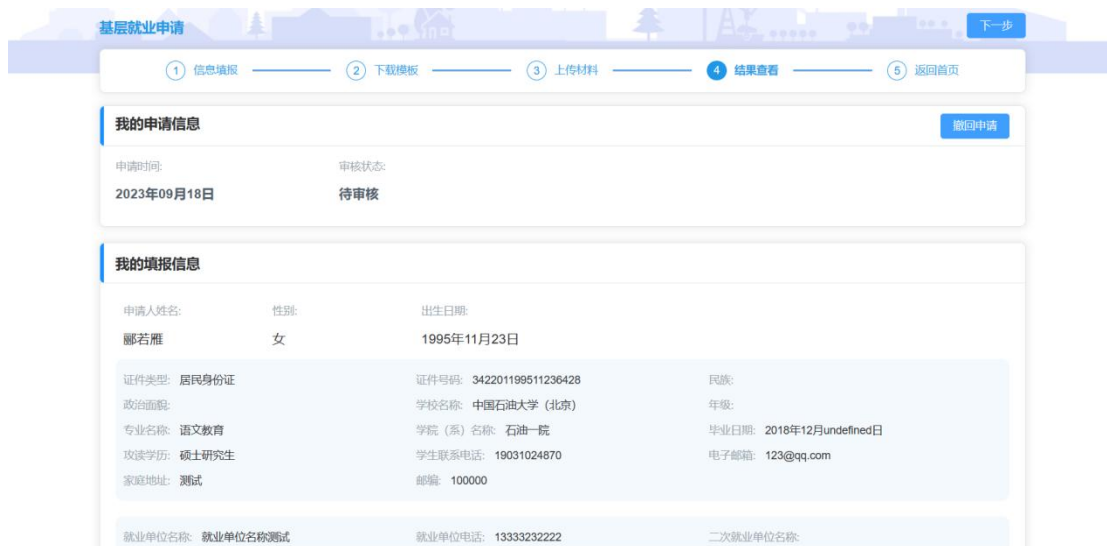 基层就业申请 下一步
1 信息填报 2 下载模板 3 上传材料 4 结果查看 5 返回首页
我的申请信息 撤回申请
申请时间: 审核状态:
2023年09月18日 待审核
我的填报信息
申请人姓名: 性别: 出生日期:
郦若雁 女 1995年11月23日
证件类型: 居民身份证 证件号码: 342201199511236428 民族:
政治面貌: 学校名称: 中国石油大学（北京） 年级:
专业名称: 语文教育 学院（系）名称: 石油一院 毕业日期: 2018年12月undefined日
攻读学历: 硕士研究生 学生联系电话: 19031024870 电子邮箱: 123@qq.com
家庭地址: 测试 邮编: 100000
就业单位名称: 就业单位名称测试 就业单位电话: 13333232222 二次就业单位名称: